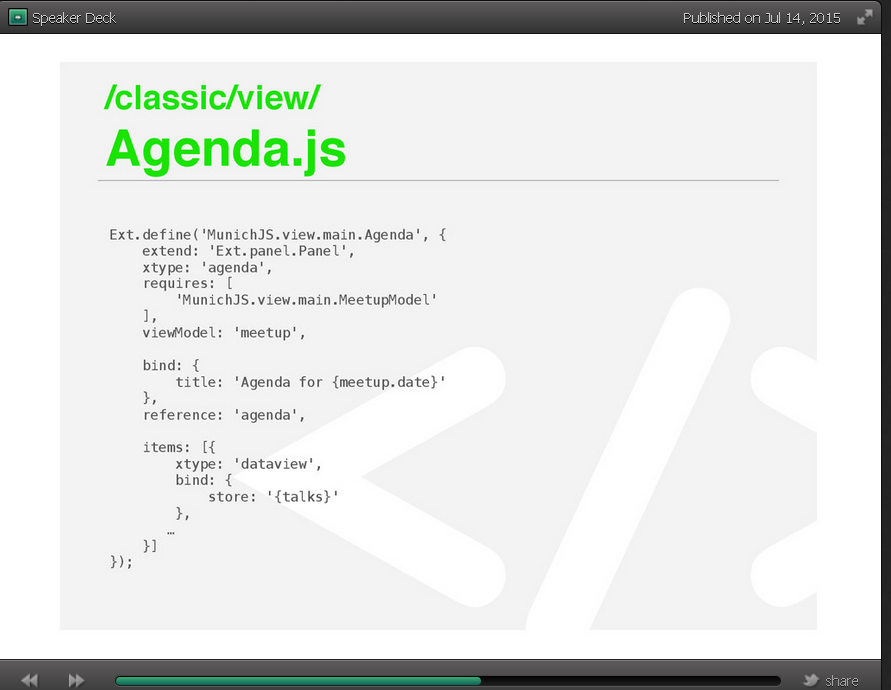 Speaker Deck
Published on Jul 14, 2015
/classic/view/
Agenda.js
Ext.define('MunichJS.view.main.Agenda', {
    extend: 'Ext.panel.Panel',
    xtype: 'agenda',
    requires: [
        'MunichJS.view.main.MeetupModel'
    ],
    viewModel: 'meetup',

    bind: {
        title: 'Agenda for {meetup.date}'
    },
    reference: 'agenda',

    items: [{
        xtype: 'dataview',
        bind: {
            store: '{talks}'
        },
       …
    }]
});
share